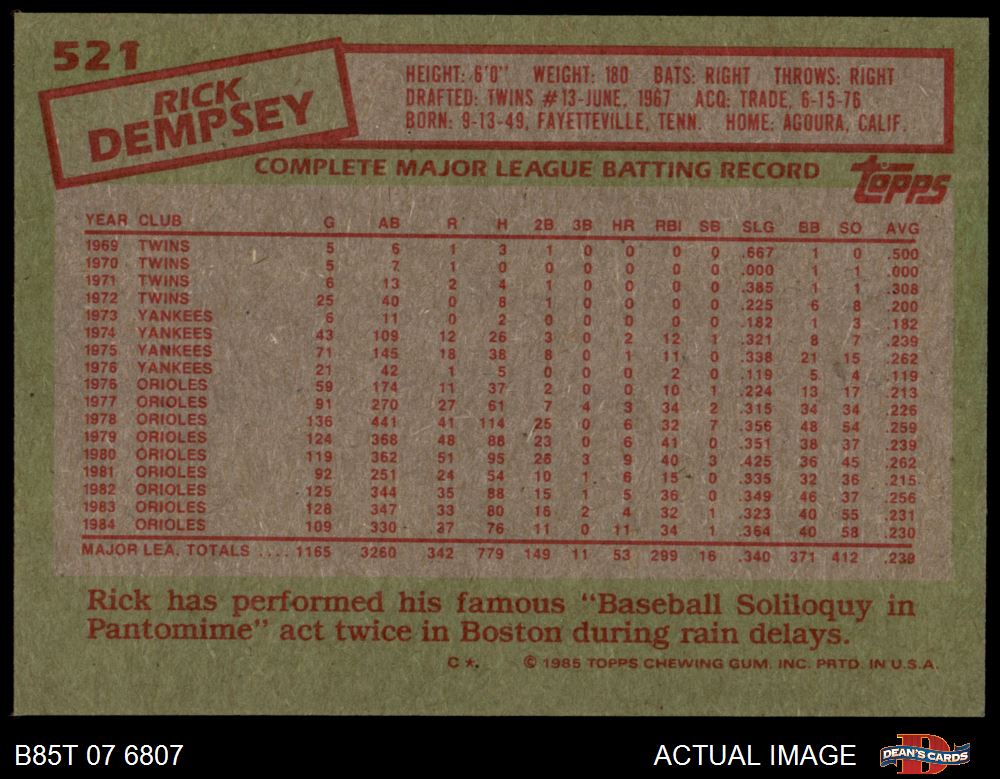 521
RICK
DEMPSEY
HEIGHT: 6'0" WEIGHT: 180 BATS: RIGHT THROWS: RIGHT
DRAFTED: TWINS #13-JUNE, 1967 ACQ: TRADE, 6-15-76
BORN: 9-13-49, FAYETTEVILLE, TENN. HOME: AGOURA, CALIF.
COMPLETE MAJOR LEAGUE BATTING RECORD
Topps
YEAR CLUB G AB R H 2B 3B HR RBI SB SLG BB SO AVG
1969 TWINS 5 6 1 3 1 0 0 0 0 .667 1 0 .500
1970 TWINS 5 7 1 0 0 0 0 0 0 .000 1 1 .000
1971 TWINS 6 13 2 4 1 0 0 0 0 .385 1 1 .308
1972 TWINS 25 40 0 8 1 0 0 0 0 .225 6 8 .200
1973 YANKEES 6 11 0 2 0 0 0 0 0 .182 1 3 .182
1974 YANKEES 43 109 12 26 3 0 2 12 1 .321 8 7 .239
1975 YANKEES 71 145 18 38 8 0 1 11 0 .338 21 15 .262
1976 YANKEES 21 42 1 5 0 0 0 2 0 .119 5 4 .119
1976 ORIOLES 59 174 11 37 2 0 0 10 1 .224 13 17 .213
1977 ORIOLES 91 270 27 61 7 4 3 34 2 .315 34 34 .226
1978 ORIOLES 136 441 41 114 25 0 6 32 7 .356 48 54 .259
1979 ORIOLES 124 368 48 88 23 0 6 41 0 .351 38 37 .239
1980 ORIOLES 119 362 51 95 26 3 9 40 3 .425 36 45 .262
1981 ORIOLES 92 251 24 54 10 1 6 15 0 .335 32 36 .215
1982 ORIOLES 125 344 35 88 15 1 5 36 0 .349 46 37 .256
1983 ORIOLES 128 347 33 80 16 2 4 32 1 .323 40 55 .231
1984 ORIOLES 109 330 37 76 11 0 11 34 1 .364 40 58 .230
MAJOR LEA. TOTALS .... 1165 3260 342 779 149 11 53 299 16 .340 371 412 .239
Rick has performed his famous "Baseball Soliloquy in
Pantomime" act twice in Boston during rain delays.
C★. © 1985 TOPPS CHEWING GUM, INC. PRTD. IN U.S.A.
B85T 07 6807 ACTUAL IMAGE DEAN'S CARDS